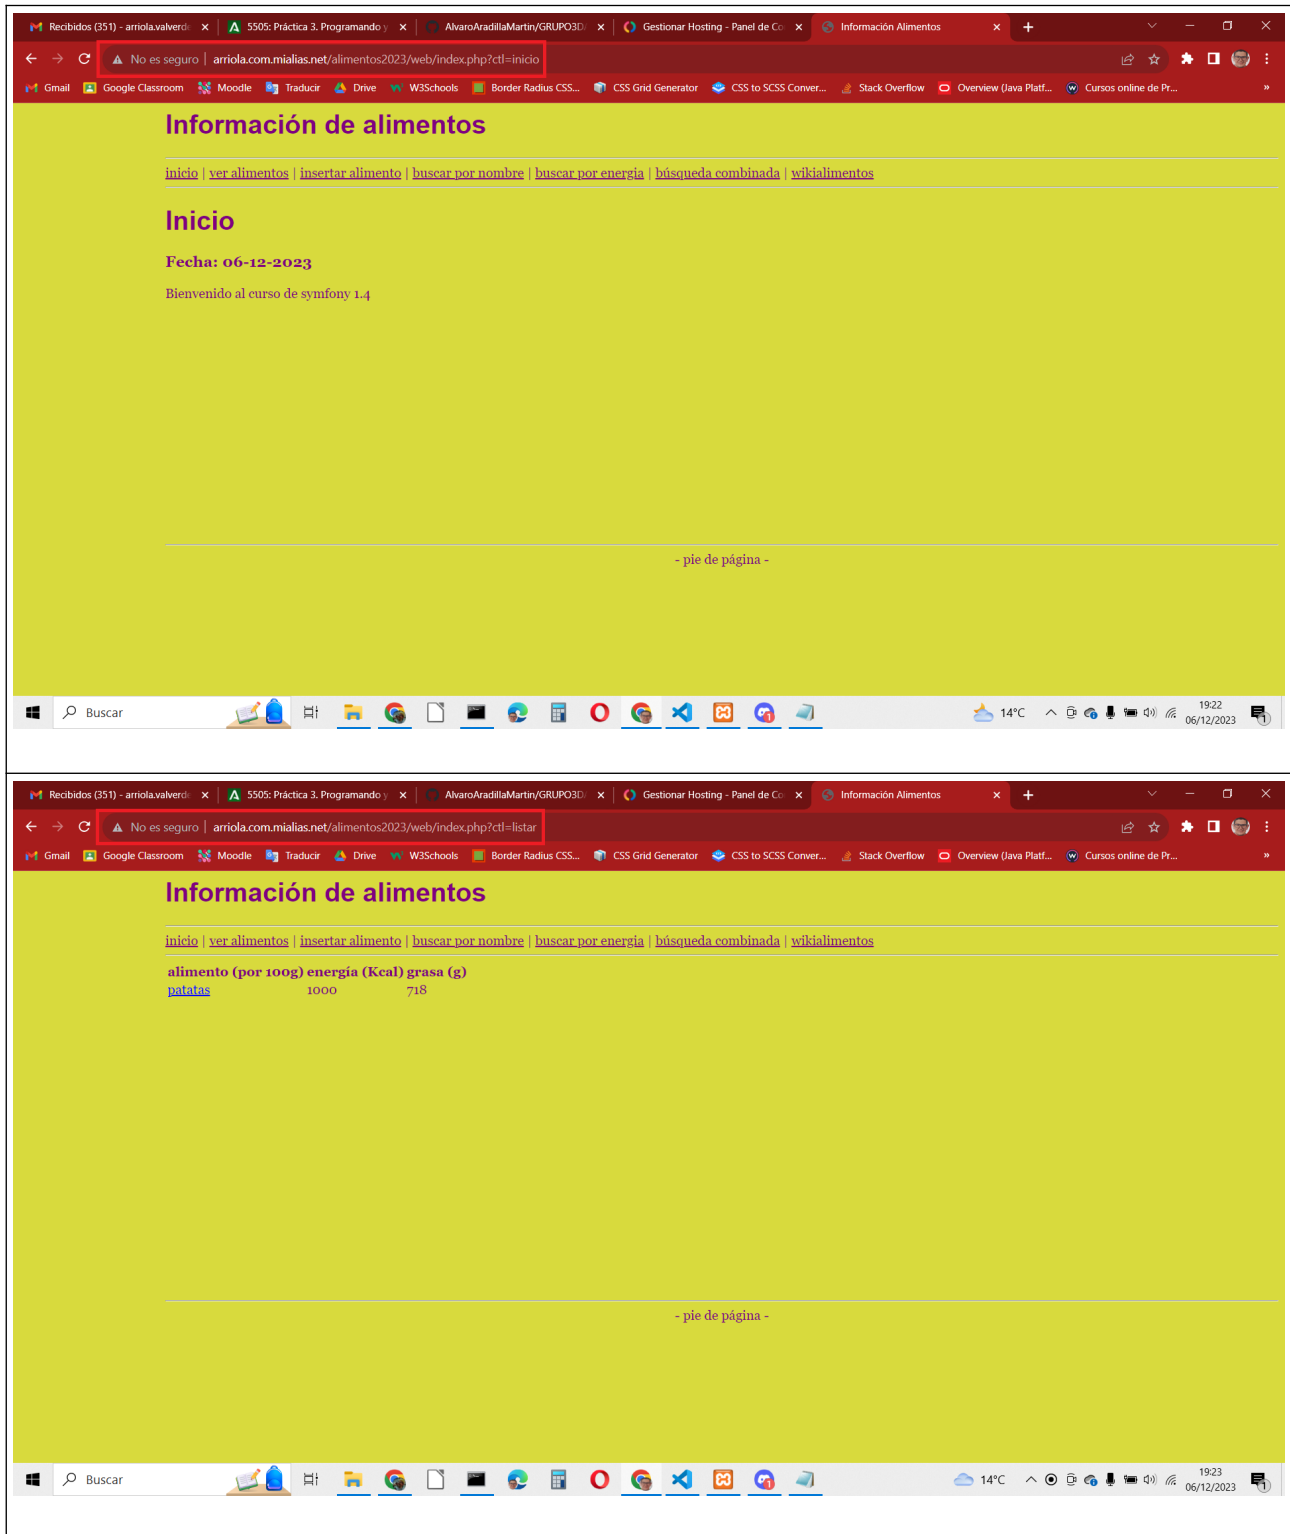 Recibidos (351) - arriola.valverde 5505: Práctica 3. Programando y AlvaroAradillaMartin/GRUPO3D Gestionar Hosting - Panel de Co Información Alimentos
No es seguro | arriola.com.mialias.net/alimentos2023/web/index.php?ctl=inicio
Gmail Google Classroom Moodle Traducir Drive W3Schools Border Radius CSS... CSS Grid Generator CSS to SCSS Conver... Stack Overflow Overview (Java Platf... Cursos online de Pr... »
Información de alimentos
inicio | ver alimentos | insertar alimento | buscar por nombre | buscar por energia | búsqueda combinada | wikialimentos
Inicio
Fecha: 06-12-2023
Bienvenido al curso de symfony 1.4
- pie de página -
Buscar 14°C 19:22
06/12/2023
Recibidos (351) - arriola.valverde 5505: Práctica 3. Programando y AlvaroAradillaMartin/GRUPO3D Gestionar Hosting - Panel de Co Información Alimentos
No es seguro | arriola.com.mialias.net/alimentos2023/web/index.php?ctl=listar
Gmail Google Classroom Moodle Traducir Drive W3Schools Border Radius CSS... CSS Grid Generator CSS to SCSS Conver... Stack Overflow Overview (Java Platf... Cursos online de Pr... »
Información de alimentos
inicio | ver alimentos | insertar alimento | buscar por nombre | buscar por energia | búsqueda combinada | wikialimentos
alimento (por 100g) energía (Kcal) grasa (g)
patatas 1000 718
- pie de página -
Buscar 14°C 19:23
06/12/2023